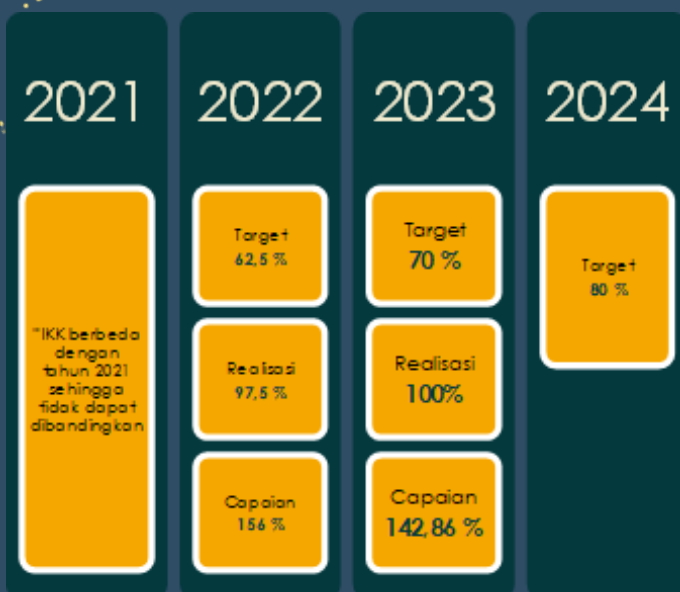 2021
"IKK berbeda
dengan
tahun 2021
sehingga
tidak dapat
dibandingkan
2022
Target
62,5 %
Realisasi
97,5 %
Capaian
156 %
2023
Target
70 %
Realisasi
100%
Capaian
142,86 %
2024
Target
80 %